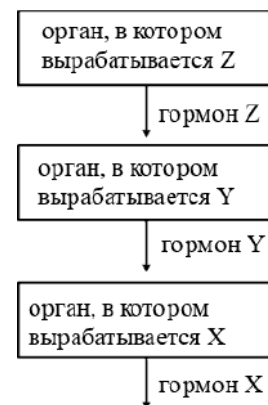 орган, в котором
вырабатывается Z
гормон Z
орган, в котором
вырабатывается Y
гормон Y
орган, в котором
вырабатывается X
гормон X